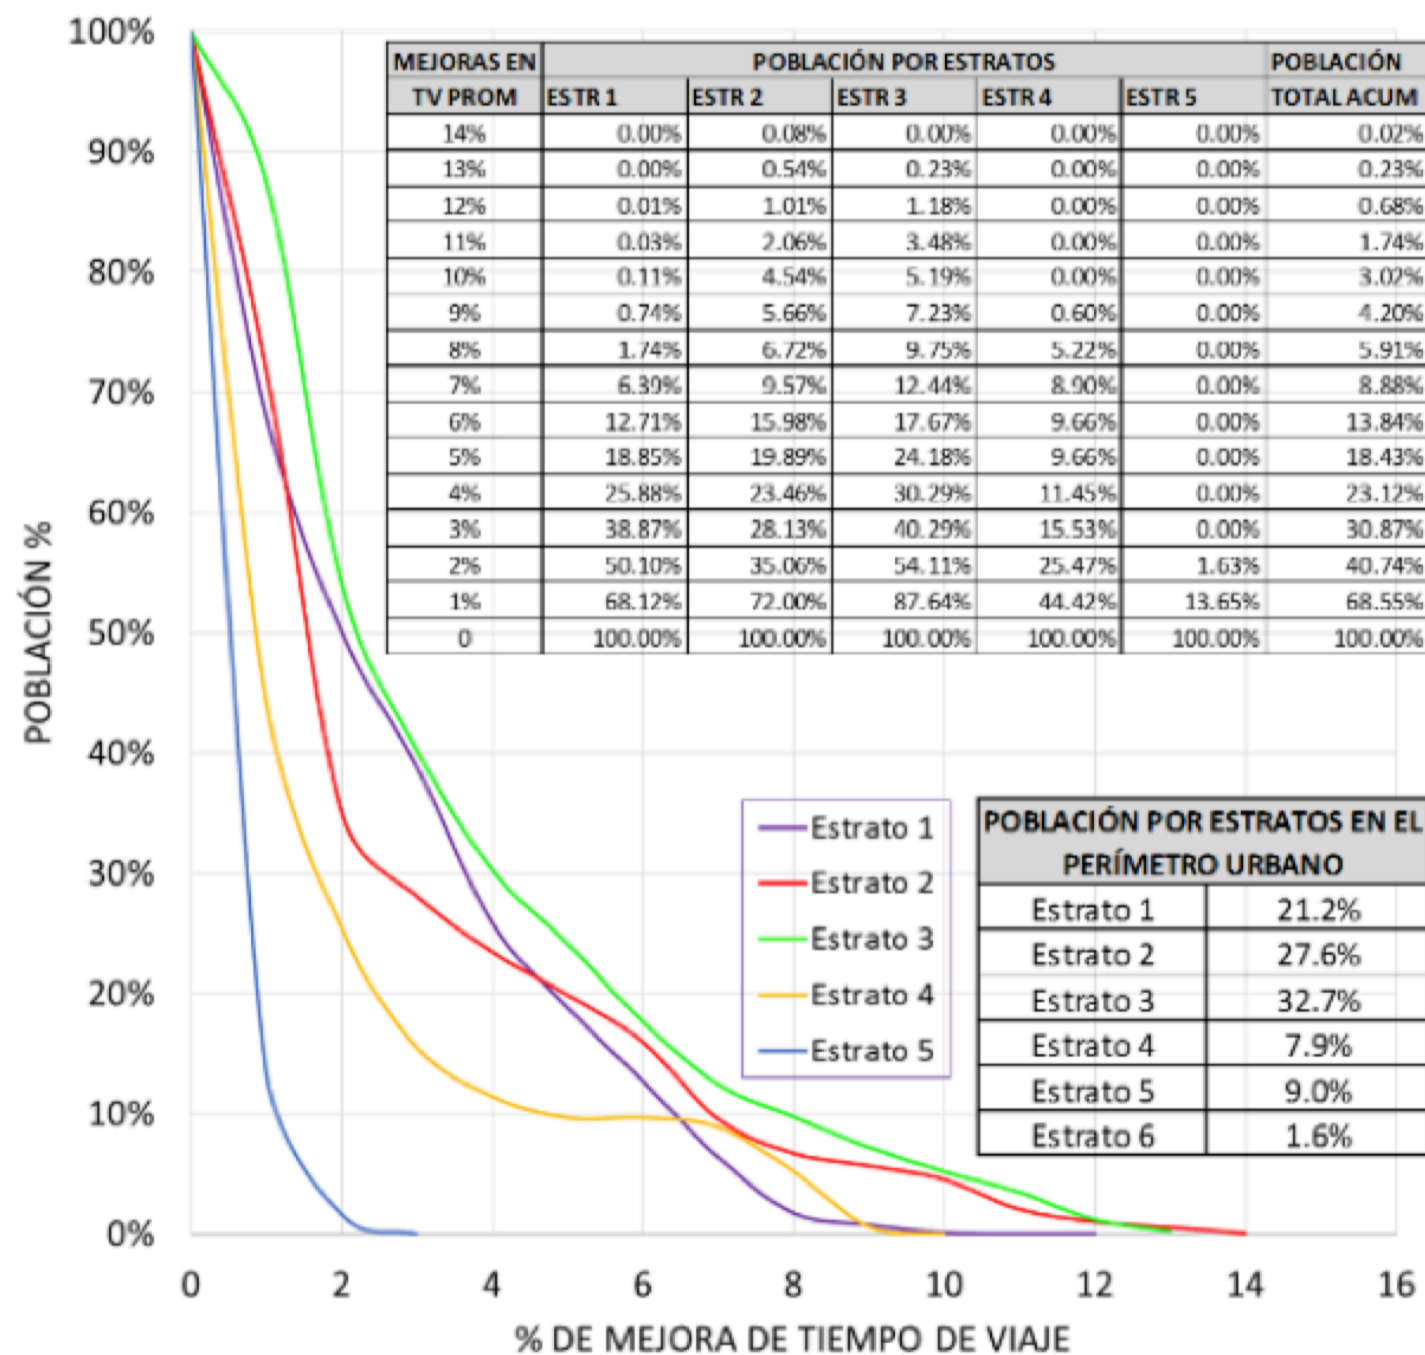 MEJORAS EN POBLACIÓN POR ESTRATOS POBLACIÓN
TV PROM ESTR 1 ESTR 2 ESTR 3 ESTR 4 ESTR 5 TOTAL ACUM
14% 0.00% 0.08% 0.00% 0.00% 0.00% 0.02%
13% 0.00% 0.54% 0.23% 0.00% 0.00% 0.23%
12% 0.01% 1.01% 1.18% 0.00% 0.00% 0.68%
11% 0.03% 2.06% 3.48% 0.00% 0.00% 1.74%
10% 0.11% 4.54% 5.19% 0.00% 0.00% 3.02%
9% 0.74% 5.66% 7.23% 0.60% 0.00% 4.20%
8% 1.74% 6.72% 9.75% 5.22% 0.00% 5.91%
7% 6.39% 9.57% 12.44% 8.90% 0.00% 8.88%
6% 12.71% 15.98% 17.67% 9.66% 0.00% 13.84%
5% 18.85% 19.89% 24.18% 9.66% 0.00% 18.43%
4% 25.88% 23.46% 30.29% 11.45% 0.00% 23.12%
3% 38.87% 28.13% 40.29% 15.53% 0.00% 30.87%
2% 50.10% 35.06% 54.11% 25.47% 1.63% 40.74%
1% 68.12% 72.00% 87.64% 44.42% 13.65% 68.55%
0 100.00% 100.00% 100.00% 100.00% 100.00% 100.00%
POBLACIÓN %
100%
90%
80%
70%
60%
50%
40%
30%
20%
10%
0%
Estrato 1
Estrato 2
Estrato 3
Estrato 4
Estrato 5
POBLACIÓN POR ESTRATOS EN EL
PERÍMETRO URBANO
Estrato 1 21.2%
Estrato 2 27.6%
Estrato 3 32.7%
Estrato 4 7.9%
Estrato 5 9.0%
Estrato 6 1.6%
0 2 4 6 8 10 12 14 16
% DE MEJORA DE TIEMPO DE VIAJE